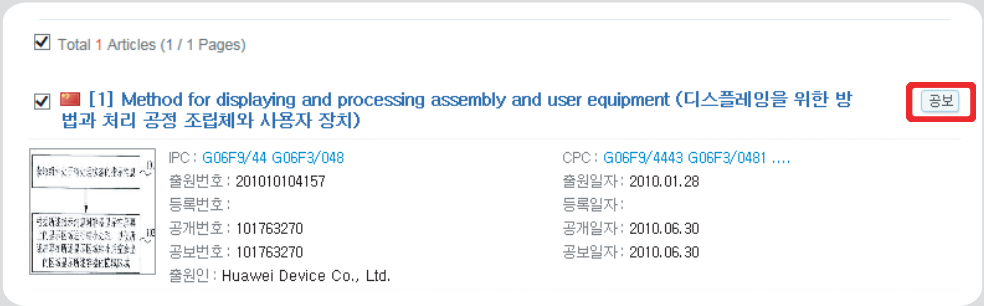 Total 1 Articles (1 / 1 Pages)
[1] Method for displaying and processing assembly and user equipment (디스플레잉을 위한 방
법과 처리 공정 조립체와 사용자 장치)
공보
IPC : G06F9/44 G06F3/048
CPC : G06F9/4443 G06F3/0481 ....
출원번호 : 201010104157
출원일자 : 2010.01.28
등록번호 :
등록일자 :
공개번호 : 101763270
공개일자 : 2010.06.30
공보번호 : 101763270
공보일자 : 2010.06.30
출원인 : Huawei Device Co., Ltd.